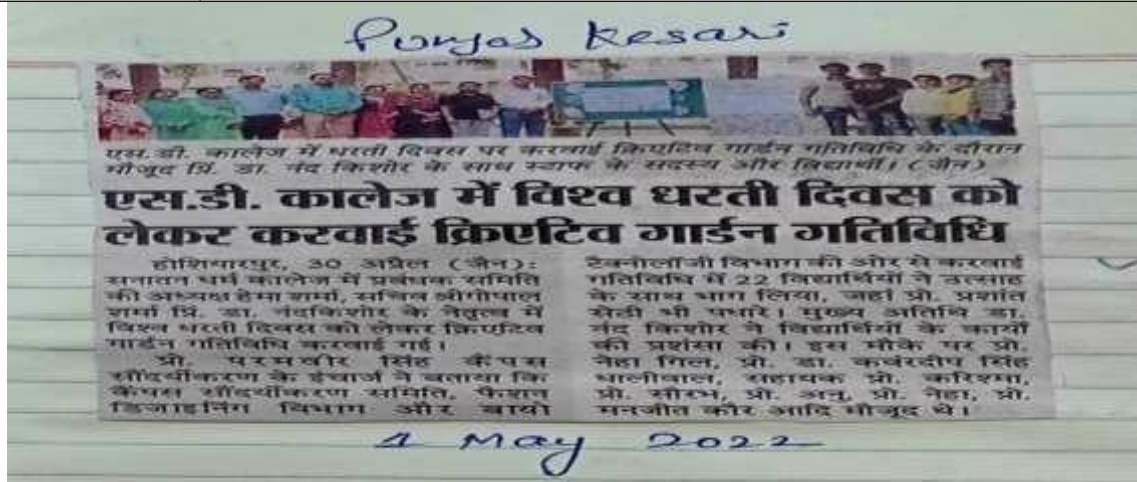 Punjab Kesari
एस.डी. कालेज में धरती दिवस पर करवाई क्रिएटिव गार्डन गतिविधि के दौरान
मौजूद प्रिं. डा. नंद किशोर के साथ स्टाफ के सदस्य और विद्यार्थी। (जैन)
एस.डी. कालेज में विश्व धरती दिवस को
लेकर करवाई क्रिएटिव गार्डन गतिविधि
होशियारपुर, 30 अप्रैल (जैन):
सनातन धर्म कालेज में प्रबंधक समिति
की अध्यक्ष हेमा शर्मा, सचिव श्रीगोपाल
शर्मा प्रिं. डा. नंदकिशोर के नेतृत्व में
विश्व धरती दिवस को लेकर क्रिएटिव
गार्डन गतिविधि करवाई गई।
प्रो. परमवीर सिंह कैंपस
सौंदर्यीकरण के इंचार्ज ने बताया कि
कैंपस सौंदर्यीकरण समिति, फैशन
डिजाइनिंग विभाग और बायो
टैक्नोलॉजी विभाग की ओर से करवाई
गतिविधि में 22 विद्यार्थियों ने उत्साह
के साथ भाग लिया, जहां प्रो. प्रशांत
सेठी भी पधारे। मुख्य अतिथि डा.
नंद किशोर ने विद्यार्थियों के कार्यों
की प्रशंसा की। इस मौके पर प्रो.
नेहा गिल, प्रो. डा. कवंरदीप सिंह
धालीवाल, सहायक प्रो. करिश्मा,
प्रो. सौरभ, प्रो. अनु, प्रो. नेहा, प्रो.
मनजीत कौर आदि मौजूद थे।
1 May 2022